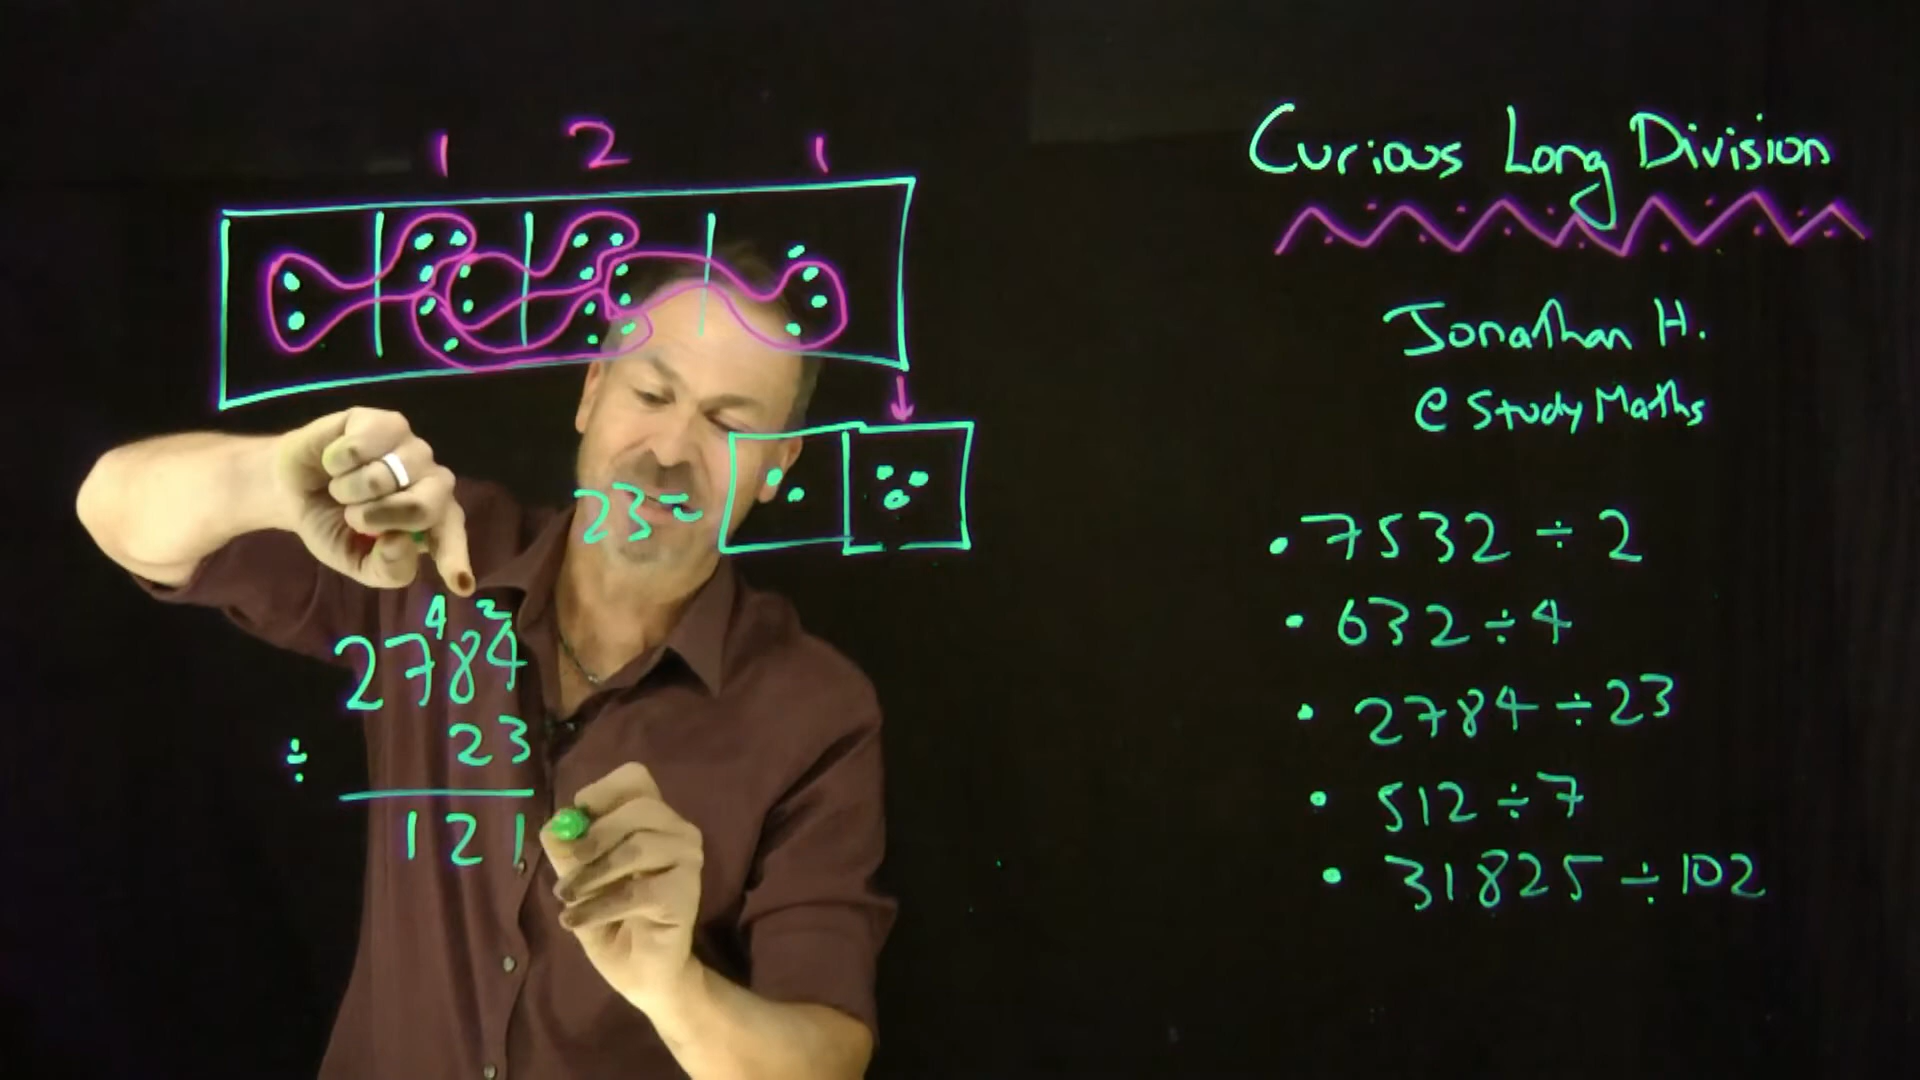 Curious Long Division
Jonathan H.
@StudyMaths
• 7532 ÷ 2
• 632 ÷ 4
• 2784 ÷ 23
• 512 ÷ 7
• 31825 ÷ 102
1 2 1
23=
4 2
2784
÷ 23
121